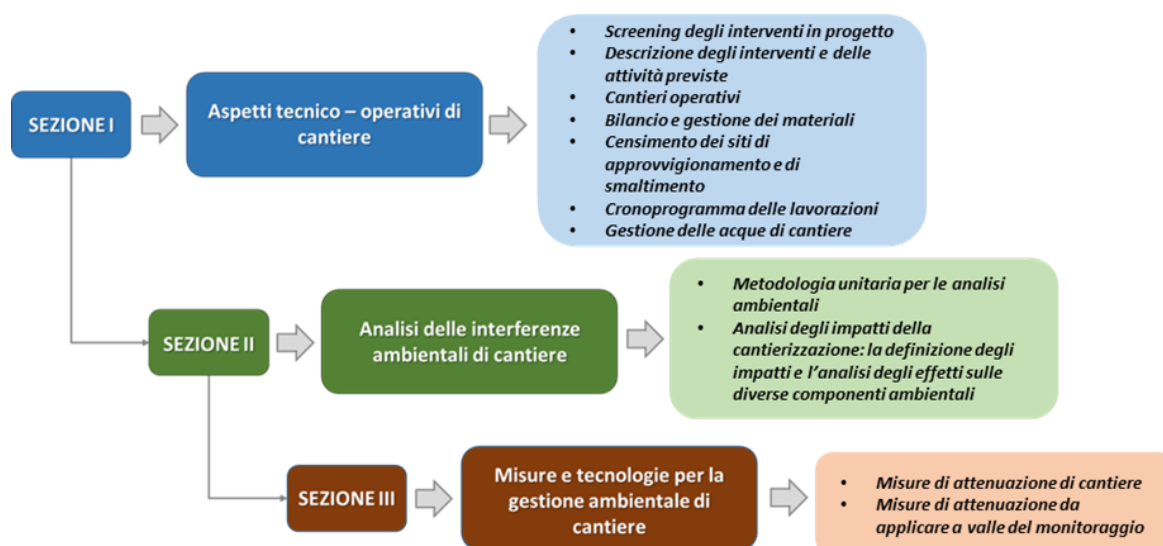 SEZIONE I
Aspetti tecnico – operativi di
cantiere
• Screening degli interventi in progetto
• Descrizione degli interventi e delle
attività previste
• Cantieri operativi
• Bilancio e gestione dei materiali
• Censimento dei siti di
approvvigionamento e di
smaltimento
• Cronoprogramma delle lavorazioni
• Gestione delle acque di cantiere
SEZIONE II
Analisi delle interferenze
ambientali di cantiere
• Metodologia unitaria per le analisi
ambientali
• Analisi degli impatti della
cantierizzazione: la definizione degli
impatti e l'analisi degli effetti sulle
diverse componenti ambientali
SEZIONE III
Misure e tecnologie per la
gestione ambientale di
cantiere
• Misure di attenuazione di cantiere
• Misure di attenuazione da
applicare a valle del monitoraggio